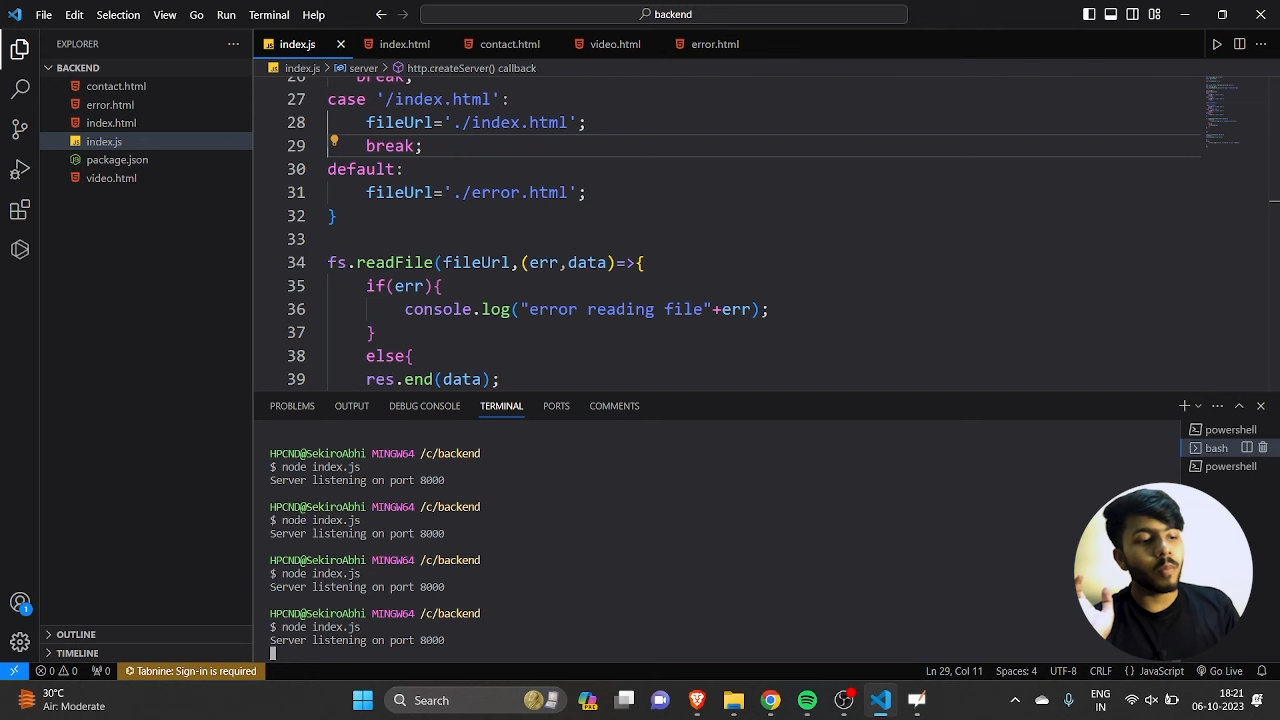 File Edit Selection View Go Run Terminal Help
backend
EXPLORER
index.js
index.html
contact.html
video.html
error.html
BACKEND
index.js > server > http.createServer() callback
contact.html
error.html
index.html
index.js
package.json
video.html
26 break;
27 case '/index.html':
28 fileUrl='./index.html';
29 break;
30 default:
31 fileUrl='./error.html';
32 }
33
34 fs.readFile(fileUrl,(err,data)=>{
35 if(err){
36 console.log("error reading file"+err);
37 }
38 else{
39 res.end(data);
PROBLEMS OUTPUT DEBUG CONSOLE TERMINAL PORTS COMMENTS
powershell
bash
powershell
HPCND@SekiroAbhi MINGW64 /c/backend
$ node index.js
Server listening on port 8000
HPCND@SekiroAbhi MINGW64 /c/backend
$ node index.js
Server listening on port 8000
HPCND@SekiroAbhi MINGW64 /c/backend
$ node index.js
Server listening on port 8000
HPCND@SekiroAbhi MINGW64 /c/backend
$ node index.js
Server listening on port 8000
1
OUTLINE
TIMELINE
0 0 0 Tabnine: Sign-in is required
Ln 29, Col 11 Spaces: 4 UTF-8 CRLF {} JavaScript Go Live
30°C
Air: Moderate
Search
PRE
ENG
IN
18:21
06-10-2023